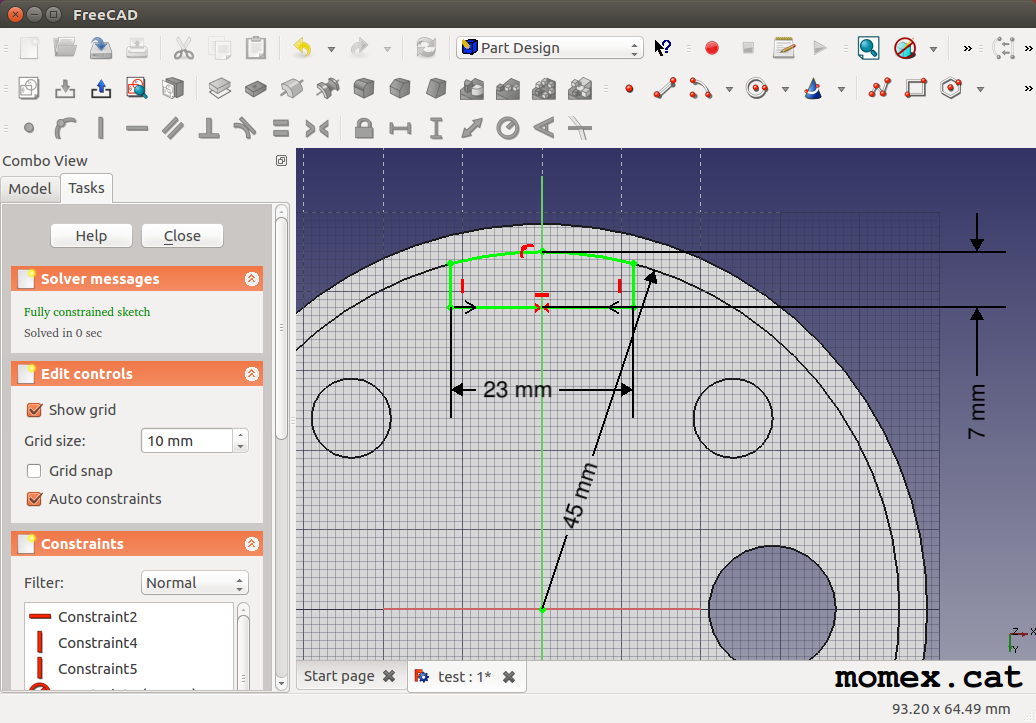 FreeCAD
Part Design
Combo View
Model
Tasks
Help
Close
Solver messages
Fully constrained sketch
Solved in 0 sec
Edit controls
Show grid
Grid size:
10 mm
Grid snap
Auto constraints
Constraints
Filter:
Normal
Constraint2
Constraint4
Constraint5
23 mm
45 mm
7 mm
Z
X
Y
Start page
test : 1*
momex.cat
93.20 x 64.49 mm